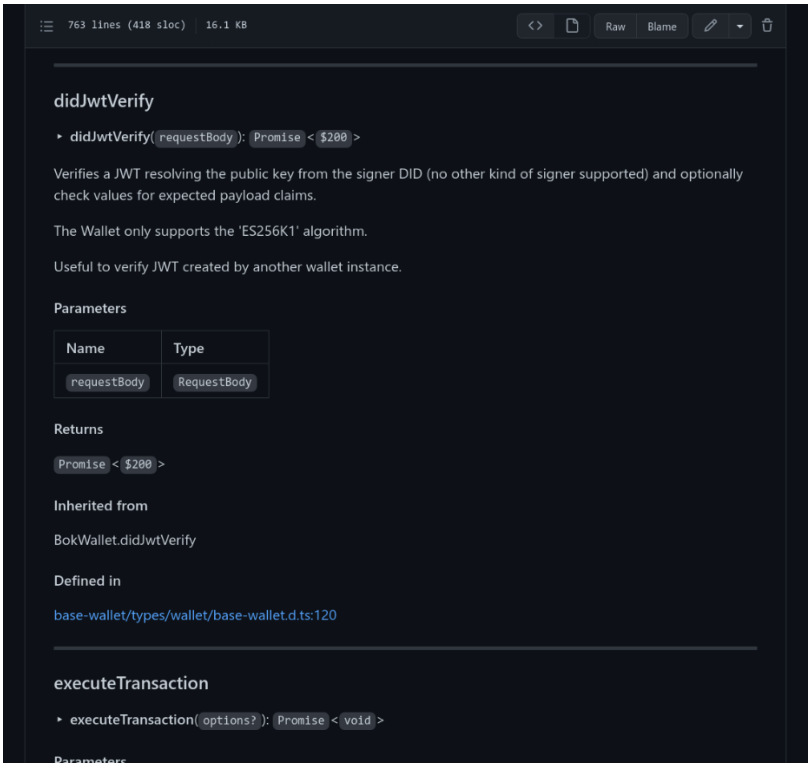 763 lines (418 sloc) 16.1 KB
<> Raw Blame
didJwtVerify
▸ didJwtVerify( requestBody ): Promise < $200 >
Verifies a JWT resolving the public key from the signer DID (no other kind of signer supported) and optionally
check values for expected payload claims.
The Wallet only supports the 'ES256K1' algorithm.
Useful to verify JWT created by another wallet instance.
Parameters
Name Type
requestBody RequestBody
Returns
Promise < $200 >
Inherited from
BokWallet.didJwtVerify
Defined in
base-wallet/types/wallet/base-wallet.d.ts:120
executeTransaction
▸ executeTransaction( options? ): Promise < void >
Parameters